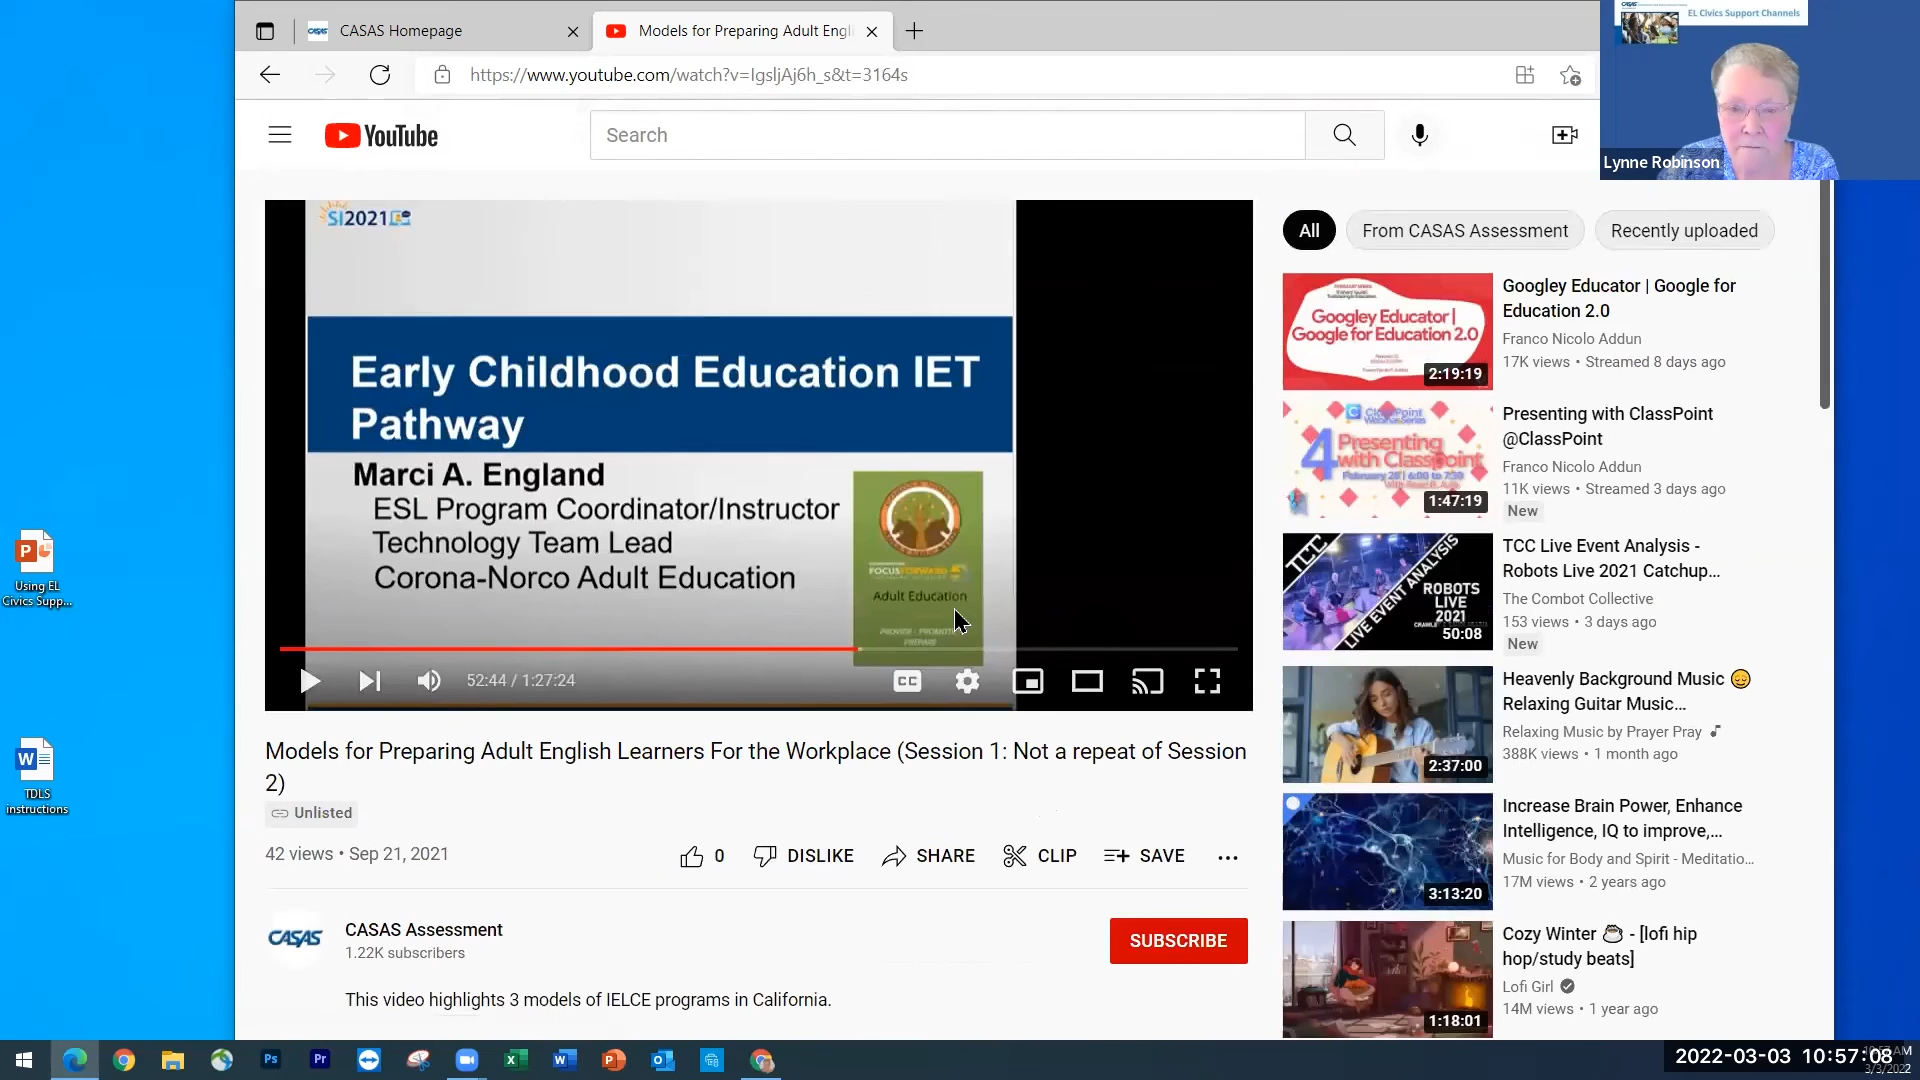 CASAS Homepage
Models for Preparing Adult Engl
https://www.youtube.com/watch?v=IgsljAj6h_s&t=3164s
EL Civics Support Channels
Lynne Robinson
YouTube
Search
SI2021
Early Childhood Education IET
Pathway
Marci A. England
ESL Program Coordinator/Instructor
Technology Team Lead
Corona-Norco Adult Education
FOCUSFORWARD
Adult Education
52:44 / 1:27:24
CC
Models for Preparing Adult English Learners For the Workplace (Session 1: Not a repeat of Session
2)
Unlisted
42 views • Sep 21, 2021
0
DISLIKE
SHARE
CLIP
SAVE
CASAS
CASAS Assessment
1.22K subscribers
SUBSCRIBE
This video highlights 3 models of IELCE programs in California.
All
From CASAS Assessment
Recently uploaded
Googley Educator |
Google for Education 2.0
2:19:19
Googley Educator | Google for
Education 2.0
Franco Nicolo Addun
17K views • Streamed 8 days ago
4
Presenting
with Classpoint
1:47:19
Presenting with ClassPoint
@ClassPoint
Franco Nicolo Addun
11K views • Streamed 3 days ago
New
TCC
LIVE EVENT ANALYSIS
ROBOTS
LIVE
2021
50:08
TCC Live Event Analysis -
Robots Live 2021 Catchup...
The Combot Collective
153 views • 3 days ago
New
2:37:00
Heavenly Background Music 😌
Relaxing Guitar Music...
Relaxing Music by Prayer Pray
388K views • 1 month ago
3:13:20
Increase Brain Power, Enhance
Intelligence, IQ to improve,...
Music for Body and Spirit - Meditatio...
17M views • 2 years ago
1:18:01
Cozy Winter ☕ - [lofi hip
hop/study beats]
Lofi Girl
14M views • 1 year ago
Using EL
Civics Supp...
TDLS
instructions
Ps
Pr
2022-03-03 10:57:08